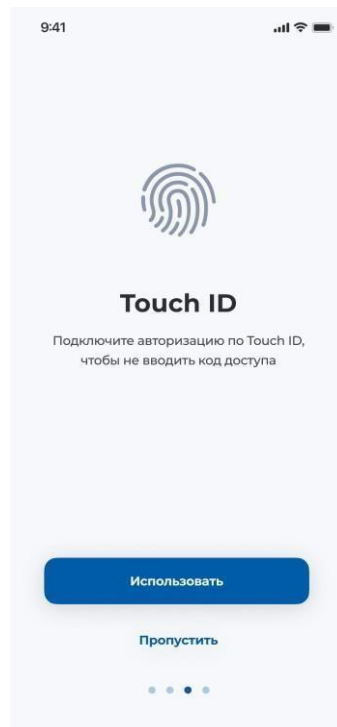 9:41
Touch ID
Подключите авторизацию по Touch ID,
чтобы не вводить код доступа
Использовать
Пропустить